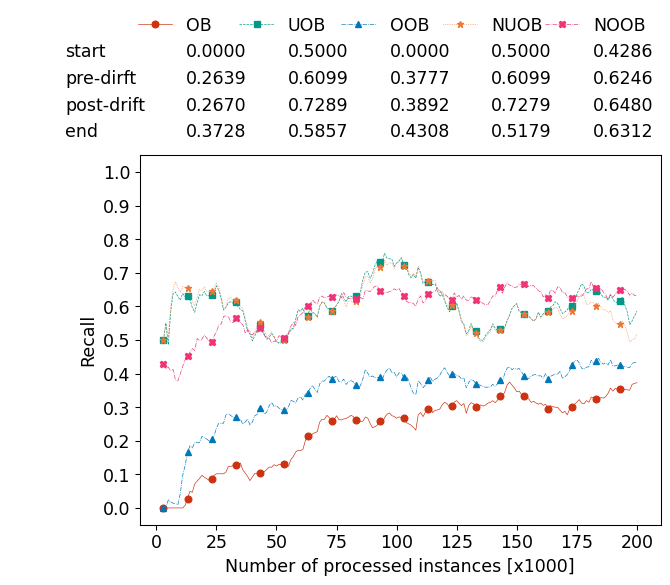 OB UOB OOB NUOB NOOB
start 0.0000 0.5000 0.0000 0.5000 0.4286
pre-dirft 0.2639 0.6099 0.3777 0.6099 0.6246
post-drift 0.2670 0.7289 0.3892 0.7279 0.6480
end 0.3728 0.5857 0.4308 0.5179 0.6312
1.0
0.9
0.8
0.7
0.6
0.5
0.4
0.3
0.2
0.1
0.0
Recall
0 25 50 75 100 125 150 175 200
Number of processed instances [x1000]